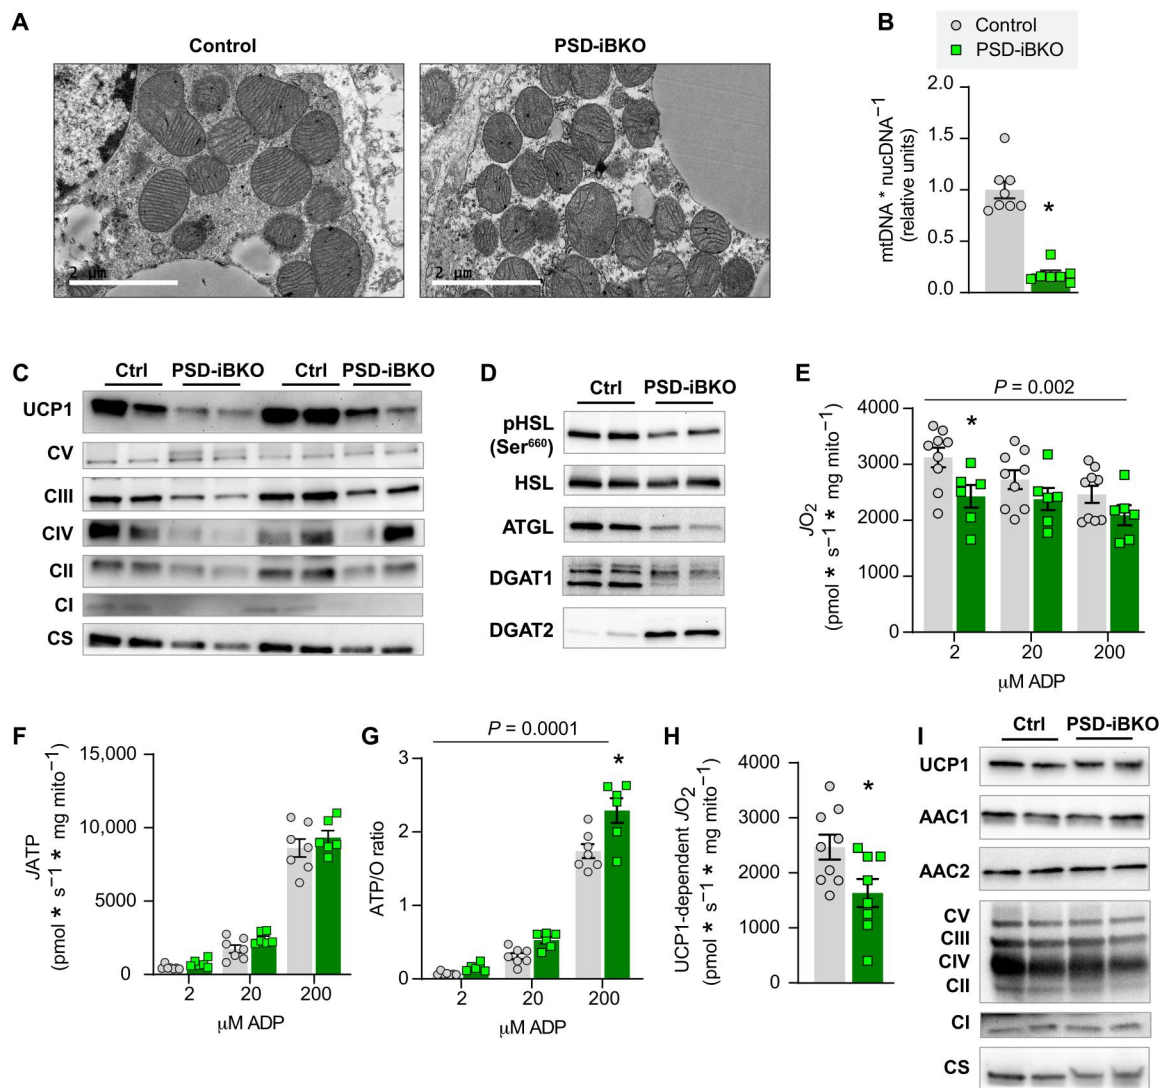 A
Control
PSD-iBKO
2 µm
2 µm
B
Control
PSD-iBKO
mtDNA * nucDNA⁻¹
(relative units)
2.0
1.5
1.0
0.5
0.0
*
C
Ctrl PSD-iBKO Ctrl PSD-iBKO
UCP1
CV
CIII
CIV
CII
CI
CS
D
Ctrl PSD-iBKO
pHSL
(Ser⁶⁶⁰)
HSL
ATGL
DGAT1
DGAT2
E
P = 0.002
JO₂
(pmol * s⁻¹ * mg mito⁻¹)
4000
3000
2000
1000
0
*
2 20 200
µM ADP
F
JATP
(pmol * s⁻¹ * mg mito⁻¹)
15,000
10,000
5000
0
2 20 200
µM ADP
G
P = 0.0001
ATP/O ratio
3
2
1
0
*
2 20 200
µM ADP
H
UCP1-dependent JO₂
(pmol * s⁻¹ * mg mito⁻¹)
4000
3000
2000
1000
0
*
I
Ctrl PSD-iBKO
UCP1
AAC1
AAC2
CV
CIII
CIV
CII
CI
CS